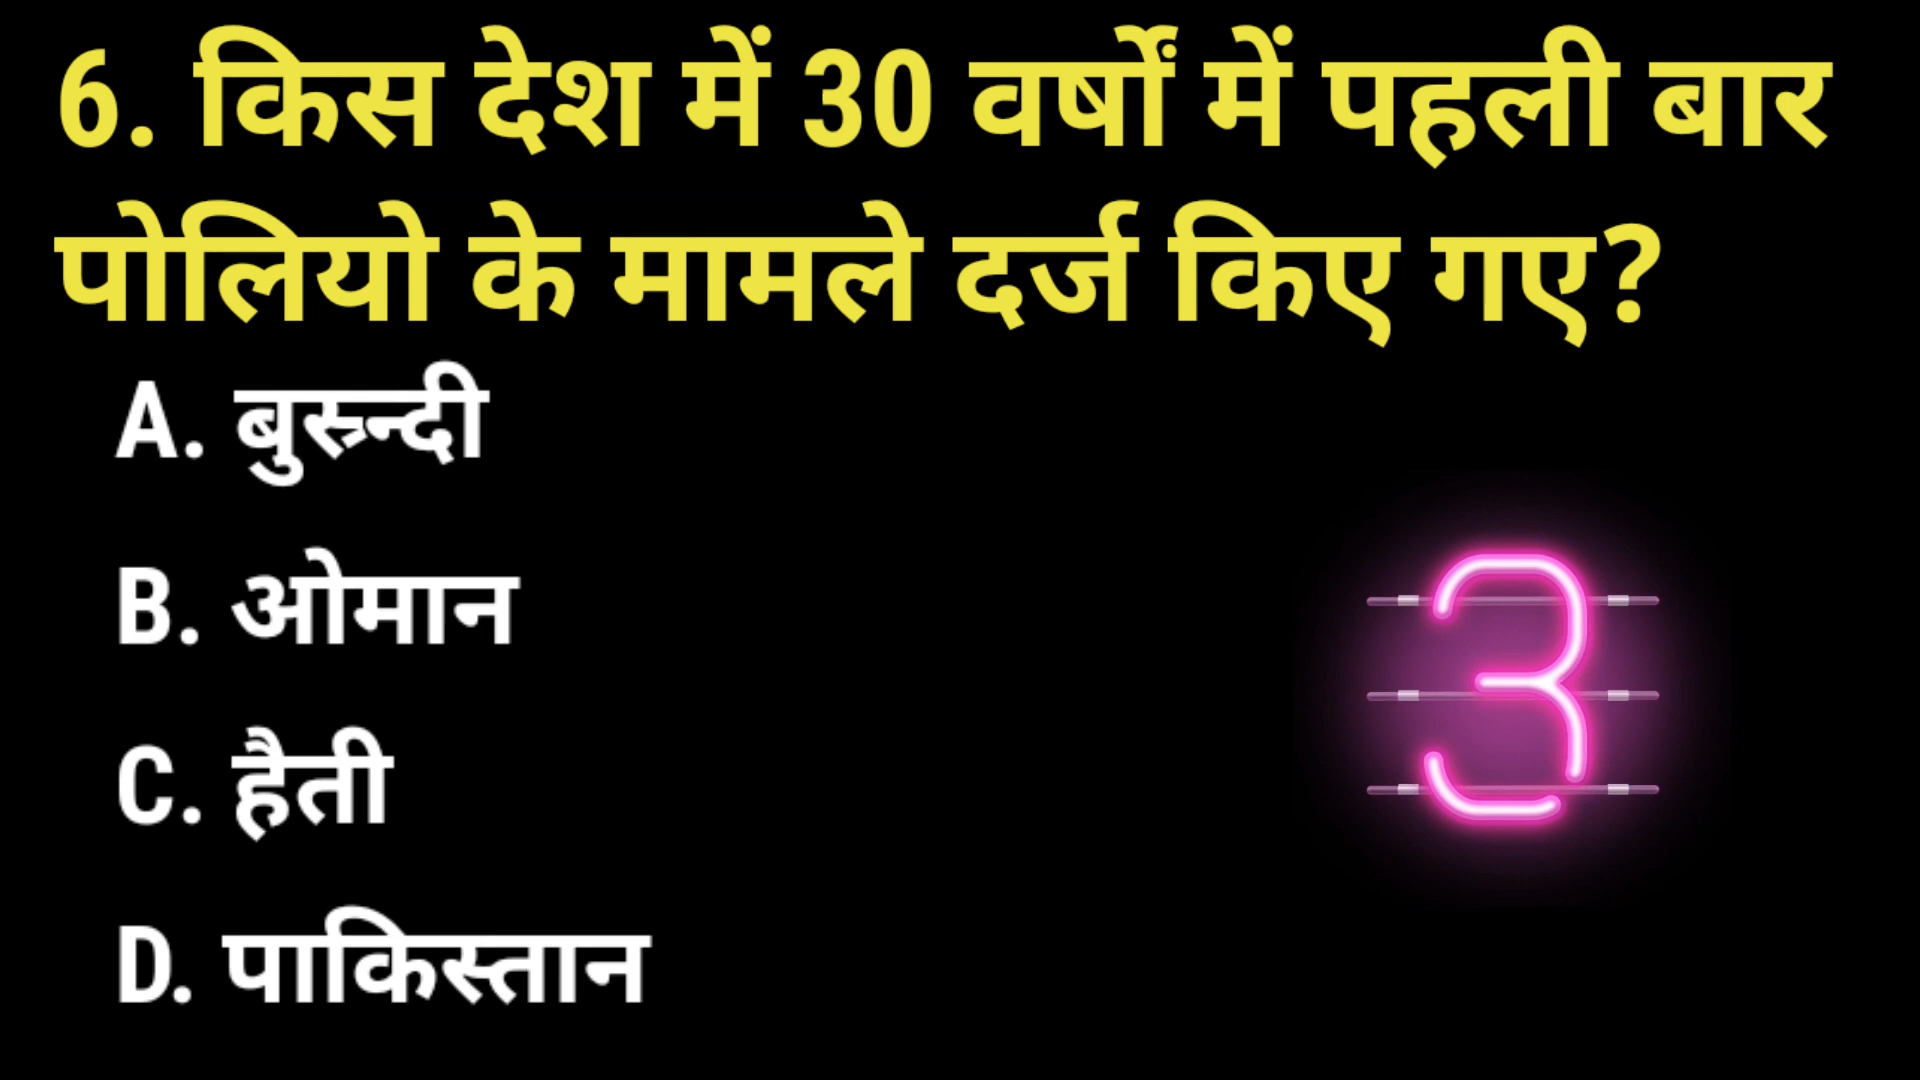 6. किस देश में 30 वर्षों में पहली बार
पोलियो के मामले दर्ज किए गए?
A. बुरुन्दी
B. ओमान
C. हैती
D. पाकिस्तान
3